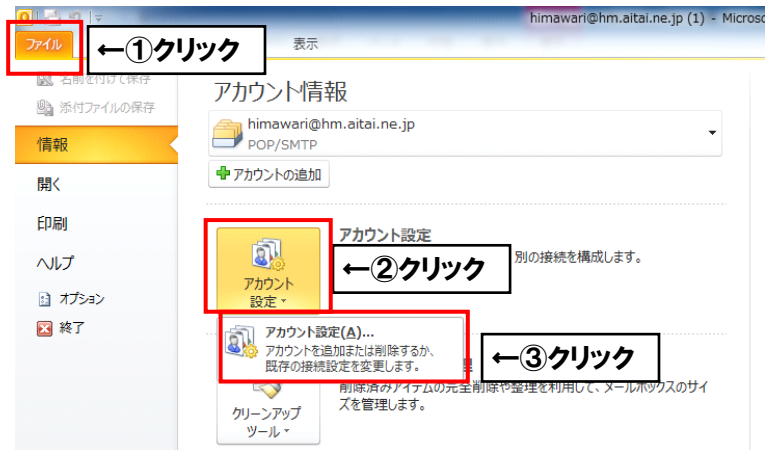 himawari@hm.aitai.ne.jp (1) - Microso
ファイル
←①クリック
表示
名前を付けて保存
添付ファイルの保存
情報
開く
印刷
ヘルプ
オプション
終了
アカウント情報
himawari@hm.aitai.ne.jp
POP/SMTP
アカウントの追加
アカウント設定
←②クリック
別の接続を構成します。
アカウント
設定
アカウント設定(A)...
アカウントを追加または削除するか、
既存の接続設定を変更します。
←③クリック
削除済みアイテムの完全削除や整理を利用して、メールボックスのサイ
ズを管理します。
クリーンアップ
ツール